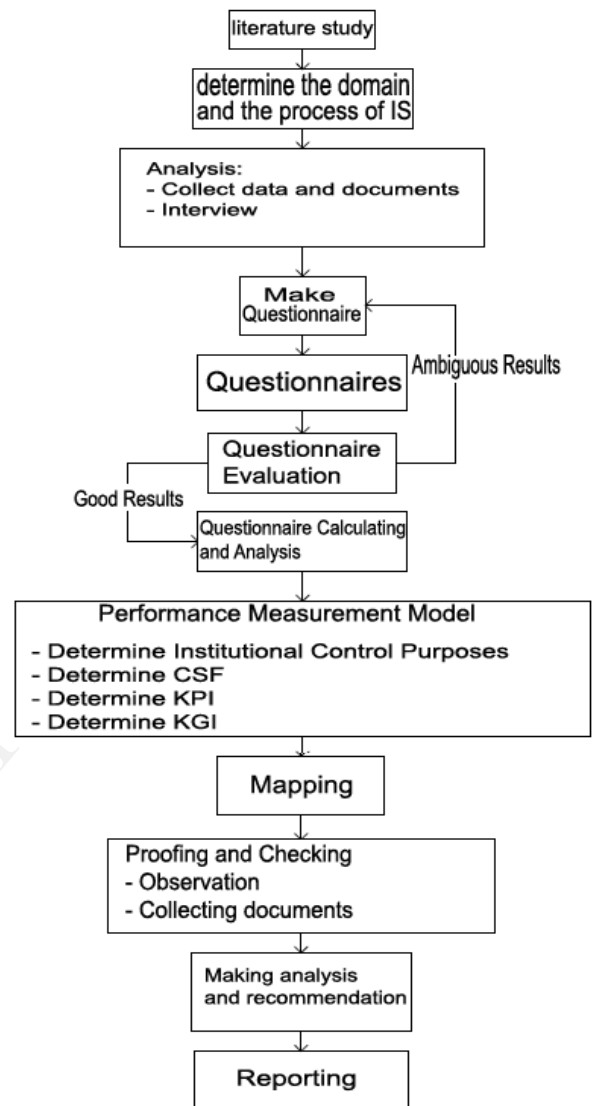 literature study
determine the domain
and the process of IS
Analysis:
- Collect data and documents
- Interview
Make
Questionnaire
Questionnaires
Ambiguous Results
Questionnaire
Evaluation
Good Results
Questionnaire Calculating
and Analysis
Performance Measurement Model
- Determine Institutional Control Purposes
- Determine CSF
- Determine KPI
- Determine KGI
Mapping
Proofing and Checking
- Observation
- Collecting documents
Making analysis
and recommendation
Reporting